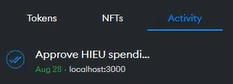 Tokens NFTs Activity
Approve HIEU spendi...
Aug 28 · localhost:3000